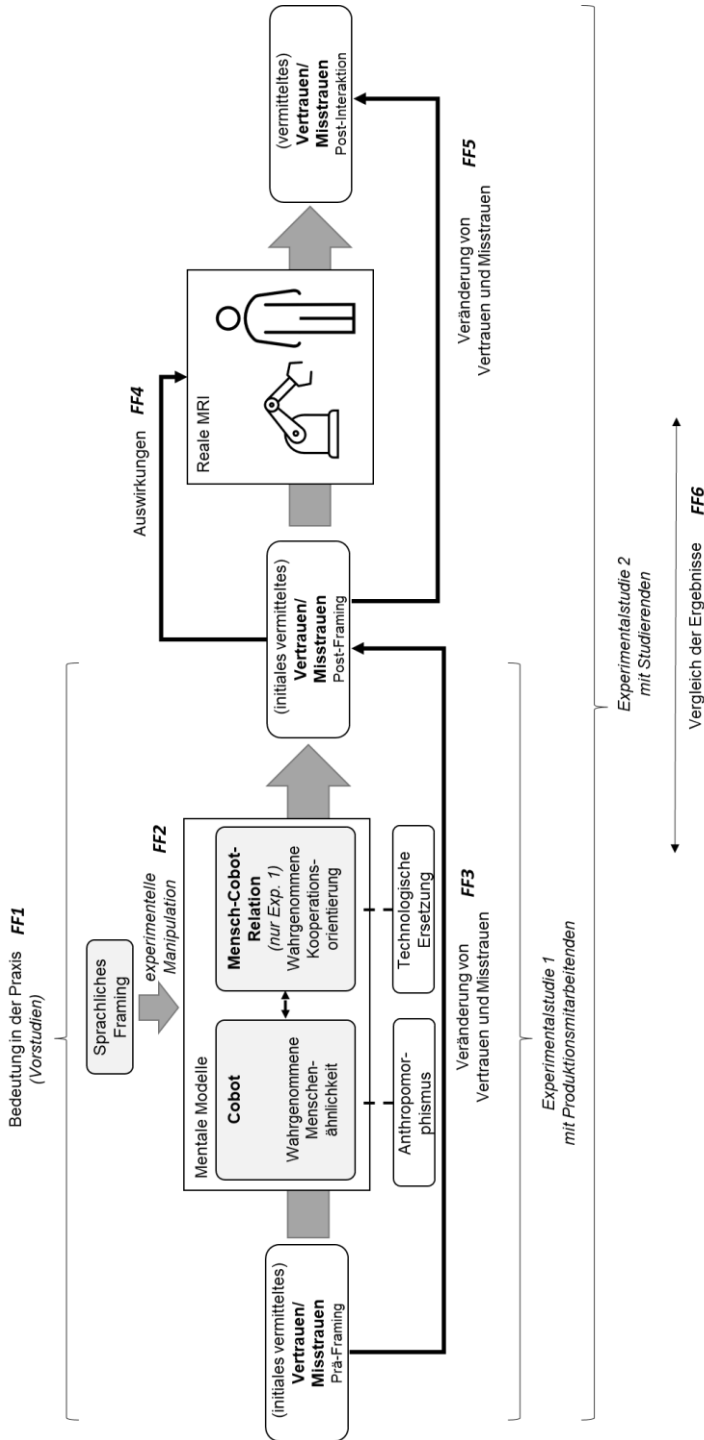 Bedeutung in der Praxis FF1
(Vorstudien)
Sprachliches
Framing
experimentelle FF2
Manipulation
(initiales vermitteltes)
Vertrauen/
Misstrauen
Prä-Framing
Mentale Modelle
Cobot
Wahrgenommene
Menschen-
ähnlichkeit
Mensch-Cobot-
Relation
(nur Exp. 1)
Wahrgenommene
Kooperations-
orientierung
Anthropomor-
phismus
Technologische
Ersetzung
(initiales vermitteltes)
Vertrauen/
Misstrauen
Post-Framing
Auswirkungen FF4
Reale MRI
(vermitteltes)
Vertrauen/
Misstrauen
Post-Interaktion
Veränderung von FF3
Vertrauen und Misstrauen
Veränderung von FF5
Vertrauen und Misstrauen
Experimentalstudie 1
mit Produktionsmitarbeitenden
Experimentalstudie 2
mit Studierenden
Vergleich der Ergebnisse FF6